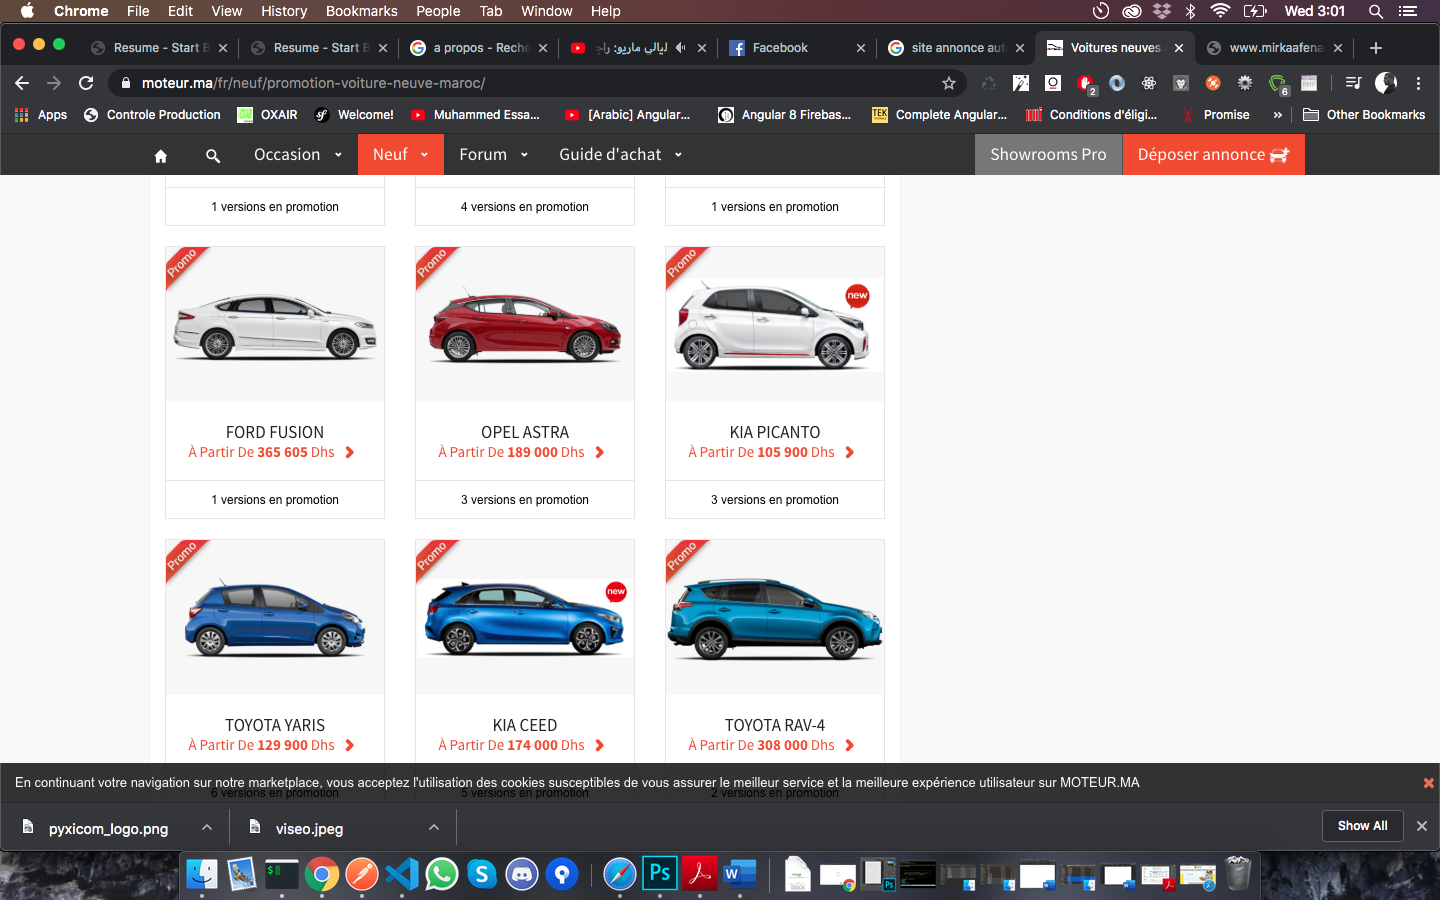 Chrome File Edit View History Bookmarks People Tab Window Help Wed 3:01
Resume - Start B Resume - Start B a propos - Reche ليالي ماريو: راج Facebook site annonce aut Voitures neuves www.mirkaafena
moteur.ma/fr/neuf/promotion-voiture-neuve-maroc/ 2 6
Apps Controle Production OXAIR Welcome! Muhammed Essa... [Arabic] Angular... Angular 8 Firebas... TEK Complete Angular... Conditions d'éligi... Promise » Other Bookmarks
Occasion Neuf Forum Guide d'achat Showrooms Pro Déposer annonce
1 versions en promotion 4 versions en promotion 1 versions en promotion
Promo Promo Promo
new
FORD FUSION OPEL ASTRA KIA PICANTO
À Partir De 365 605 Dhs À Partir De 189 000 Dhs À Partir De 105 900 Dhs
1 versions en promotion 3 versions en promotion 3 versions en promotion
Promo Promo Promo
new
TOYOTA YARIS KIA CEED TOYOTA RAV-4
À Partir De 129 900 Dhs À Partir De 174 000 Dhs À Partir De 308 000 Dhs
En continuant votre navigation sur notre marketplace, vous acceptez l'utilisation des cookies susceptibles de vous assurer le meilleur service et la meilleure expérience utilisateur sur MOTEUR.MA
6 versions en promotion 5 versions en promotion 2 versions en promotion
pyxicom_logo.png viseo.jpeg Show All
Ps W DOCX